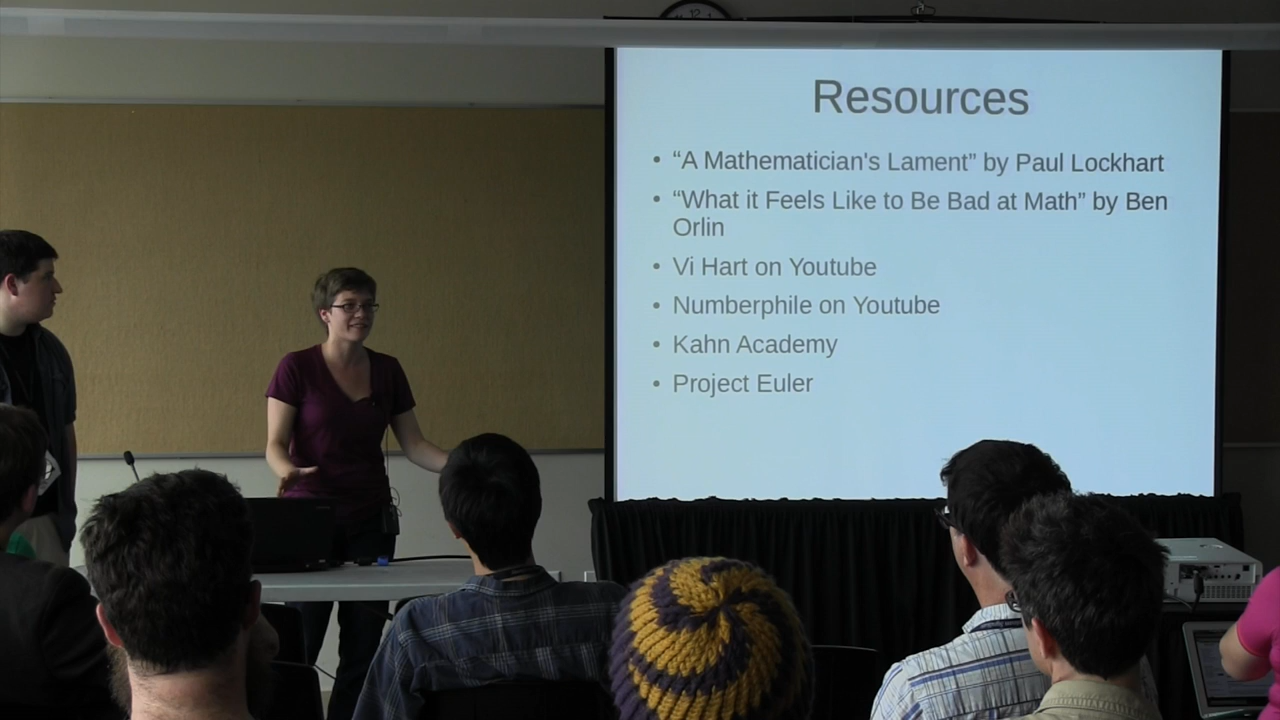 Resources
• “A Mathematician's Lament” by Paul Lockhart
• “What it Feels Like to Be Bad at Math” by Ben
Orlin
• Vi Hart on Youtube
• Numberphile on Youtube
• Kahn Academy
• Project Euler